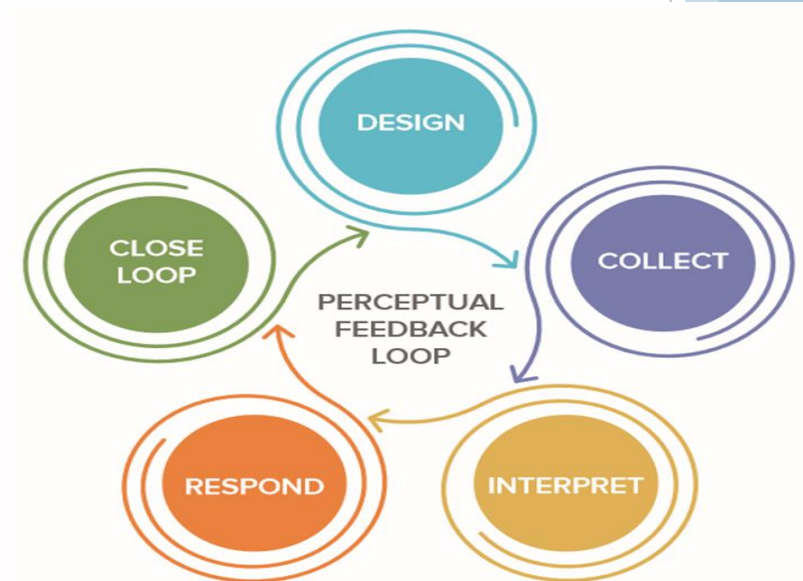 DESIGN
COLLECT
INTERPRET
RESPOND
CLOSE
LOOP
PERCEPTUAL
FEEDBACK
LOOP